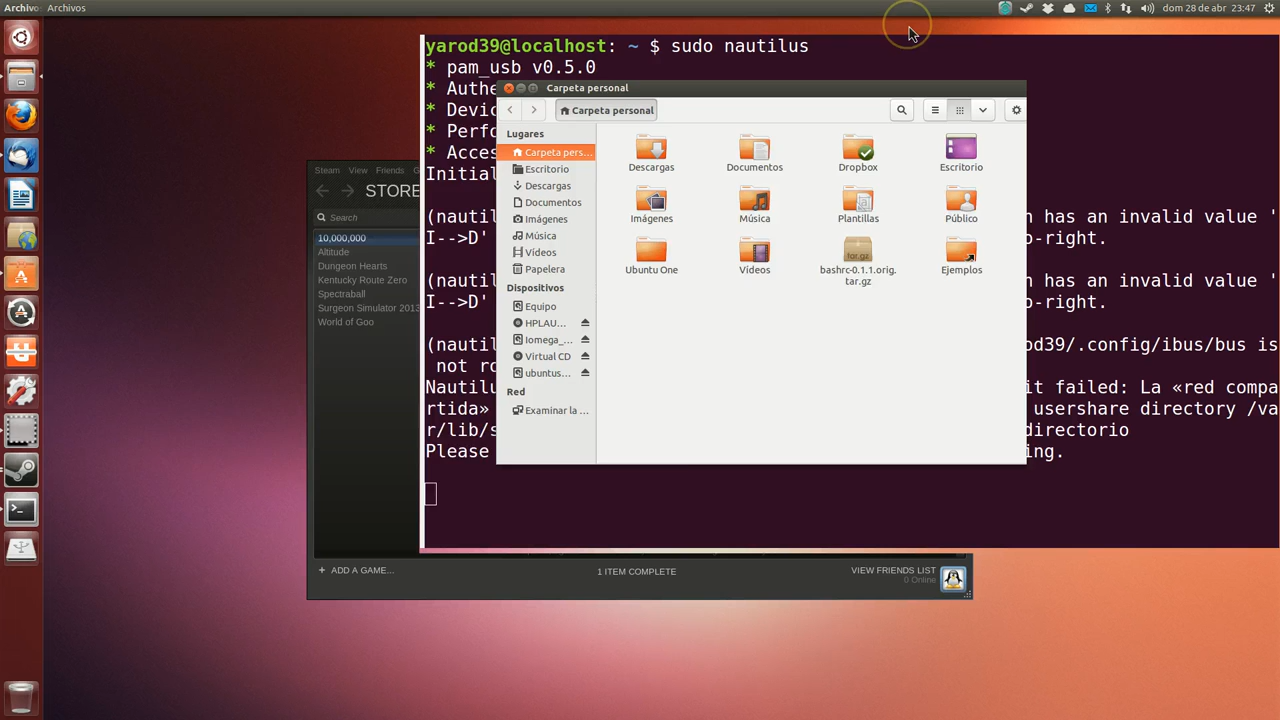 Archivos Archivos
dom 28 de abr 23:47
yarod39@localhost: ~ $ sudo nautilus
* pam_usb v0.5.0
* Authe
* Devic
* Perfo
* Acces
Initial
(nautil
n has an invalid value '
I-->D'
o-right.
(nautil
n has an invalid value '
I-->D'
o-right.
(nautil
od39/.config/ibus/bus is
not ro
Nautilu
it failed: La «red compa
rtida»
usershare directory /va
r/lib/s
directorio
Please
ing.
Carpeta personal
Carpeta personal
Lugares
Carpeta pers...
Escritorio
Descargas
Documentos
Imágenes
Música
Vídeos
Papelera
Dispositivos
Equipo
HPLAU...
Iomega_...
Virtual CD
ubuntus...
Red
Examinar la ...
Descargas
Documentos
Dropbox
Escritorio
Imágenes
Música
Plantillas
Público
Ubuntu One
Vídeos
tar.gz
bashrc-0.1.1.orig.
tar.gz
Ejemplos
Steam View Friends G
STORE
Search
10,000,000
Altitude
Dungeon Hearts
Kentucky Route Zero
Spectraball
Surgeon Simulator 2013
World of Goo
+ ADD A GAME...
1 ITEM COMPLETE
VIEW FRIENDS LIST
0 Online